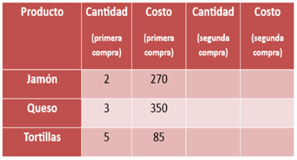 Producto Cantidad Costo Cantidad Costo
(primera compra) (primera compra) (segunda compra) (segunda compra)
Jamón 2 270
Queso 3 350
Tortillas 5 85